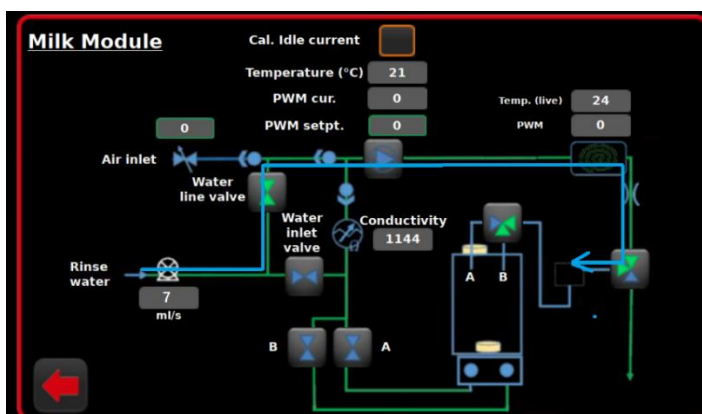 Milk Module
Cal. Idle current
Temperature (°C) 21
PWM cur. 0
Temp. (live) 24
0
PWM setpt. 0
PWM 0
Air inlet
Water
line valve
Water
inlet
valve
Conductivity
1144
Rinse
water
7
ml/s
A B
B A